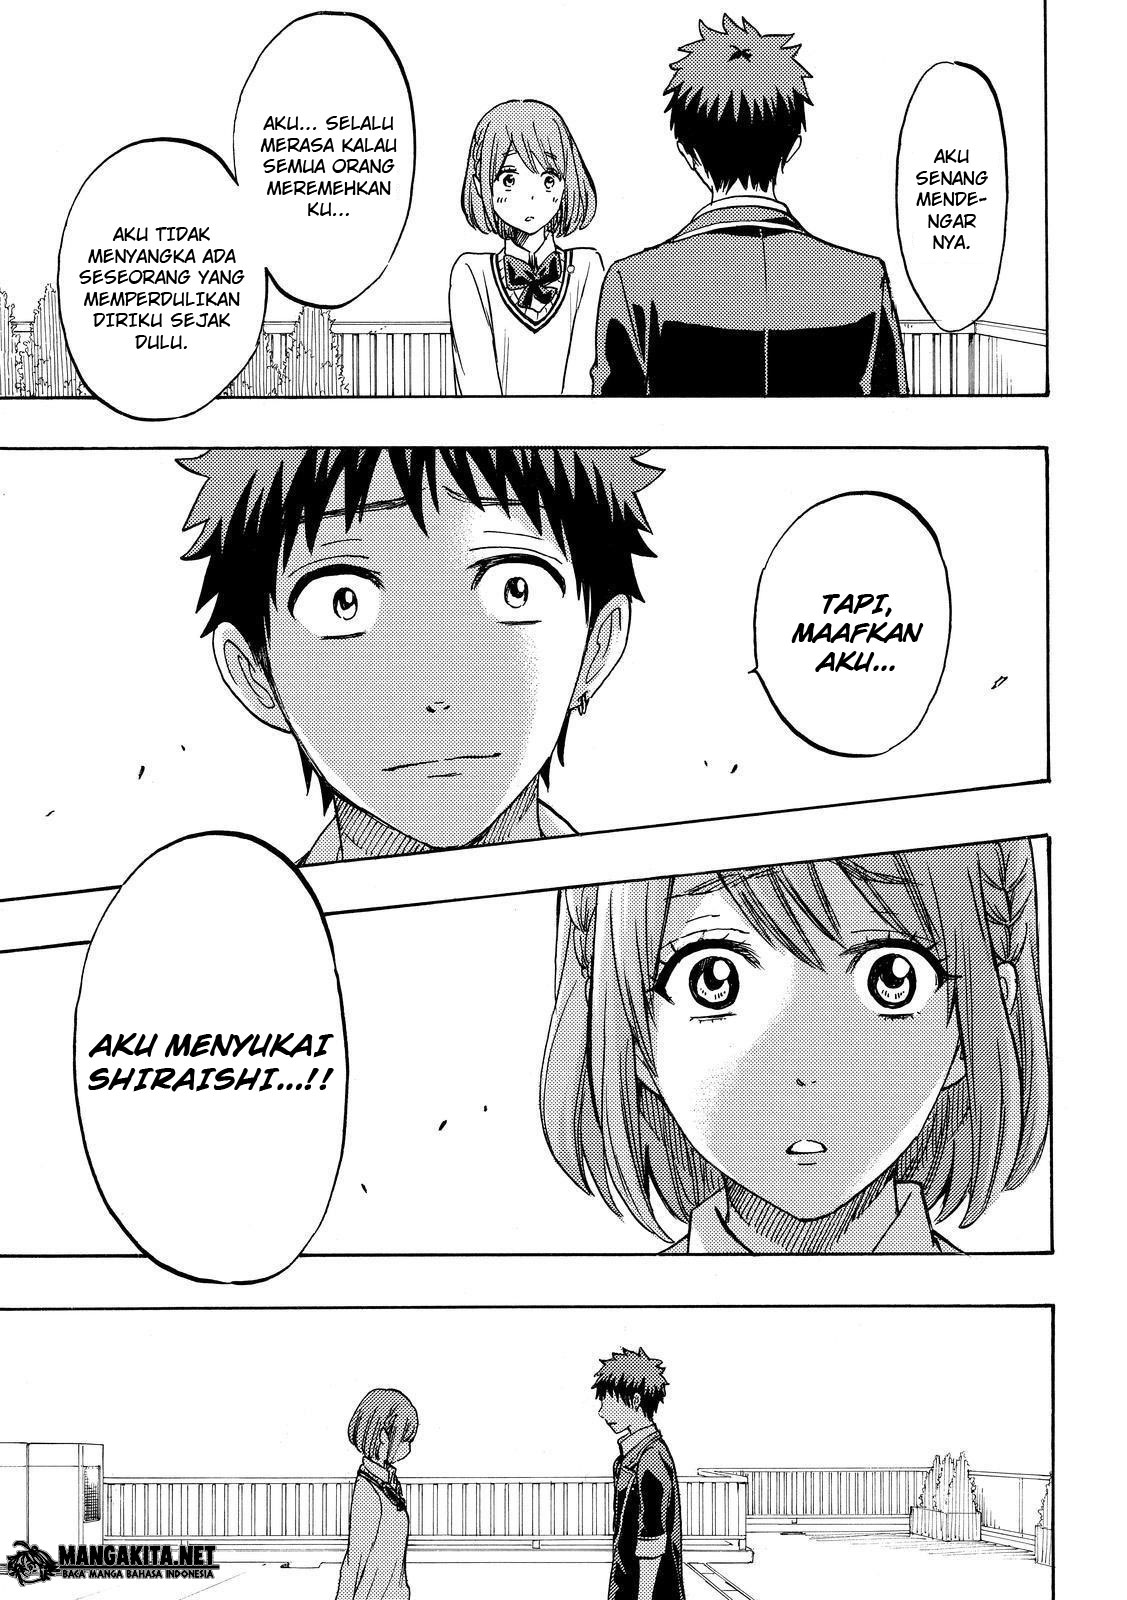 AKU
SENANG
MENDE-
NGAR
NYA.
AKU... SELALU
MERASA KALAU
SEMUA ORANG
MEREMEHKAN
KU...
AKU TIDAK
MENYANGKA ADA
SESEORANG YANG
MEMPERDULIKAN
DIRIKU SEJAK
DULU.
TAPI,
MAAFKAN
AKU...
AKU MENYUKAI
SHIRAISHI...!!
MANGAKITA.NET
BACA MANGA BAHASA INDONESIA